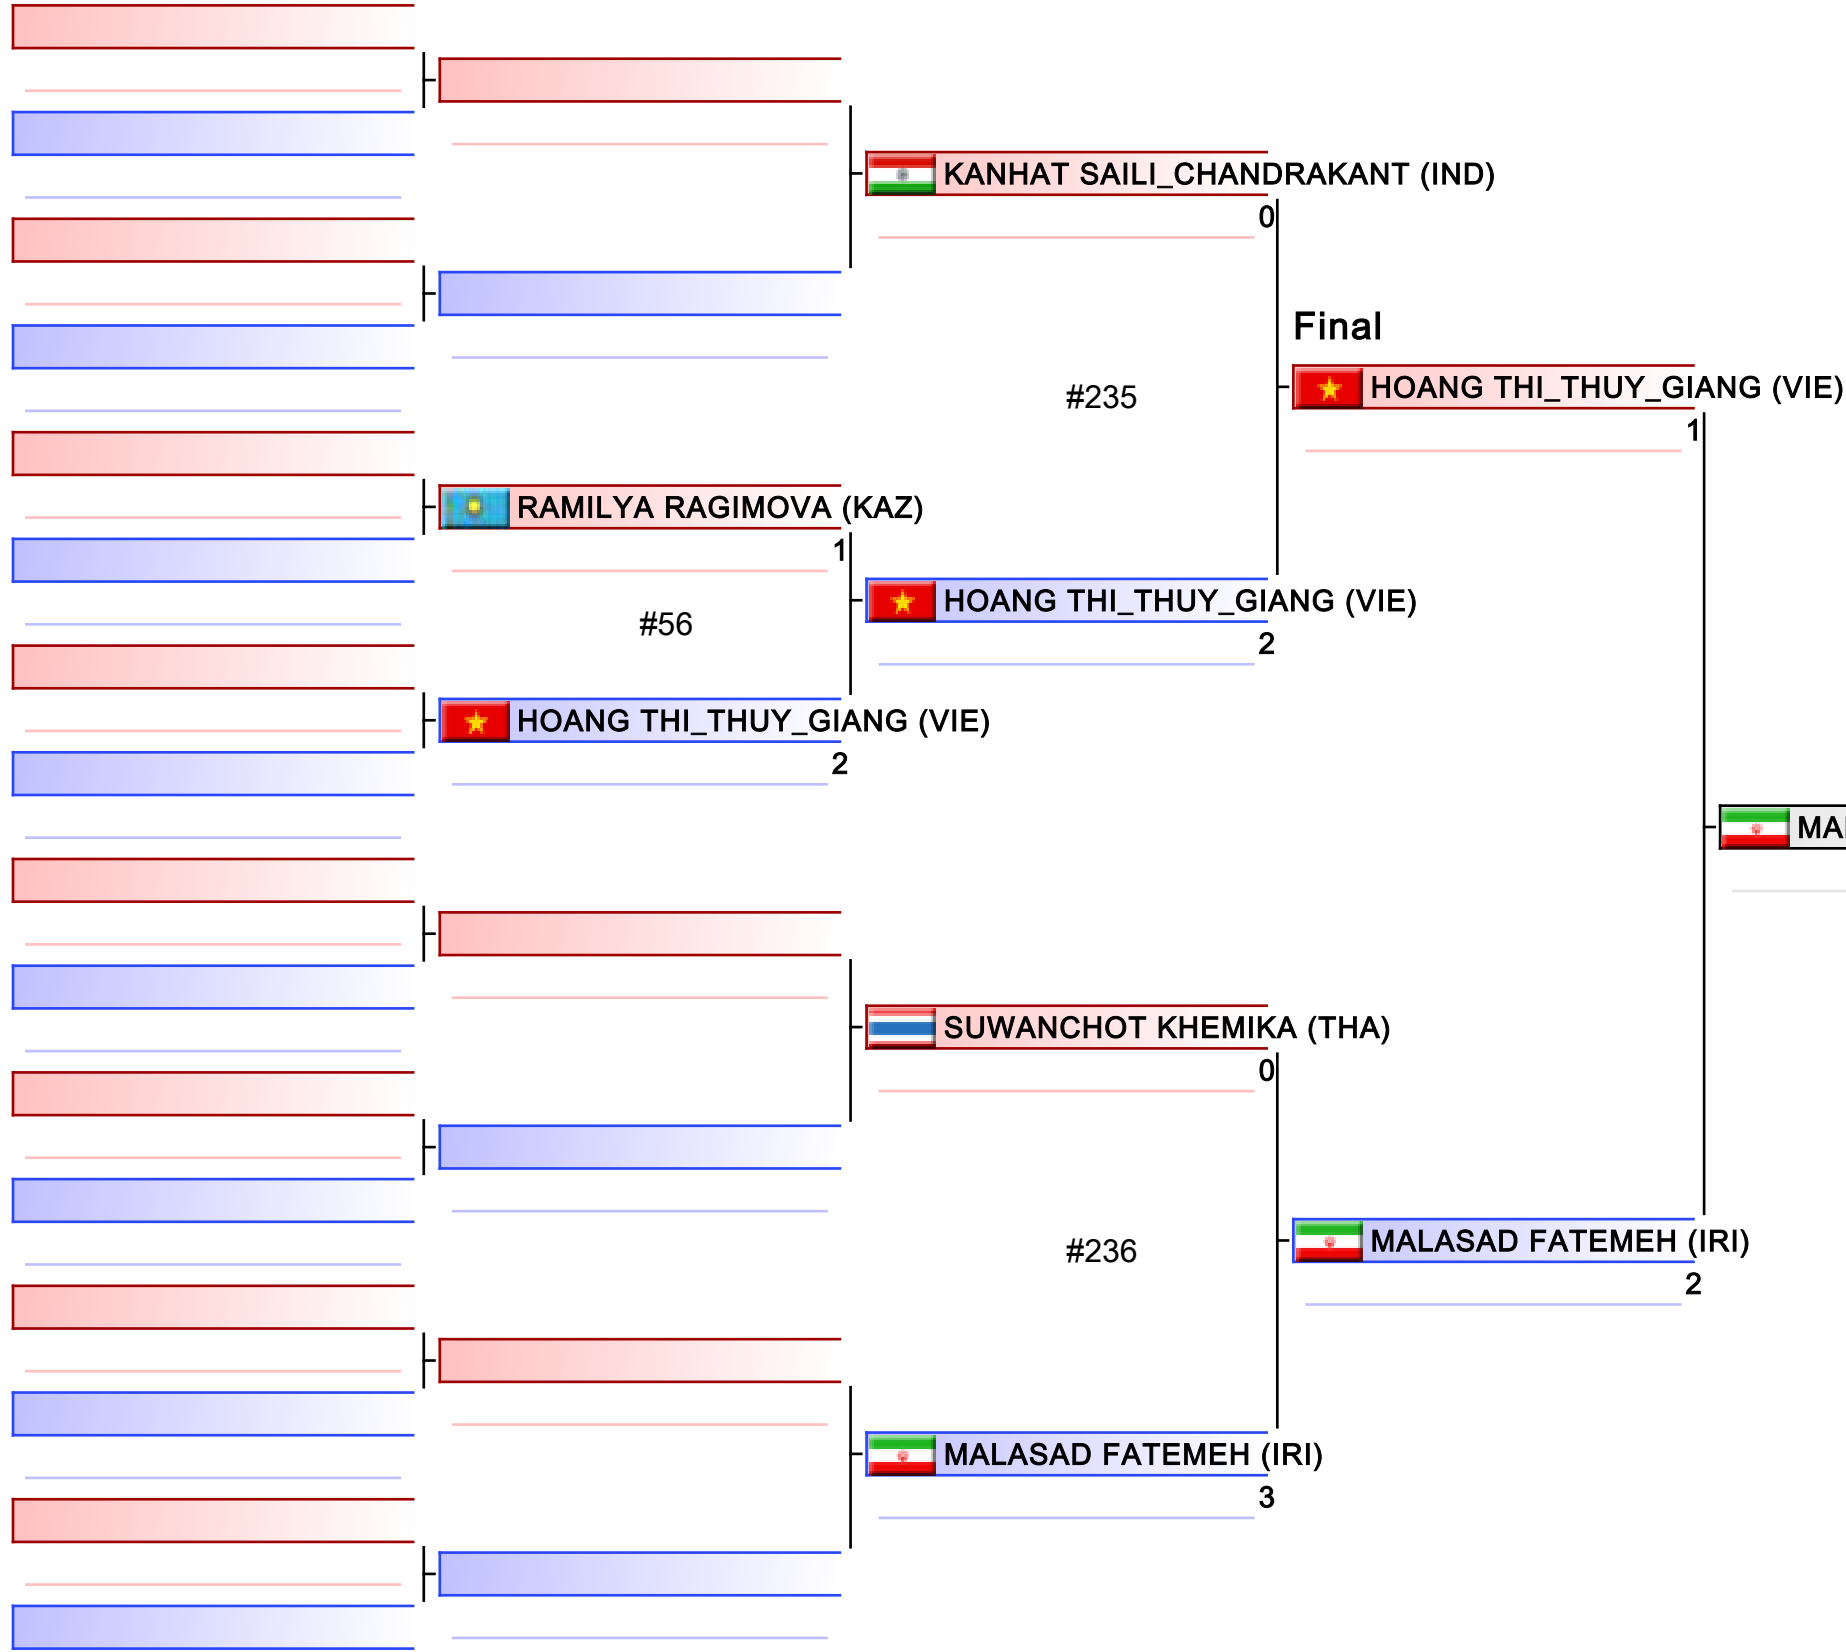 KANHAT SAILI_CHANDRAKANT (IND)
0
Final
HOANG THI_THUY_GIANG (VIE)
1
#235
RAMILYA RAGIMOVA (KAZ)
1
HOANG THI_THUY_GIANG (VIE)
2
#56
HOANG THI_THUY_GIANG (VIE)
2
SUWANCHOT KHEMIKA (THA)
0
#236
MALASAD FATEMEH (IRI)
2
MALASAD FATEMEH (IRI)
3